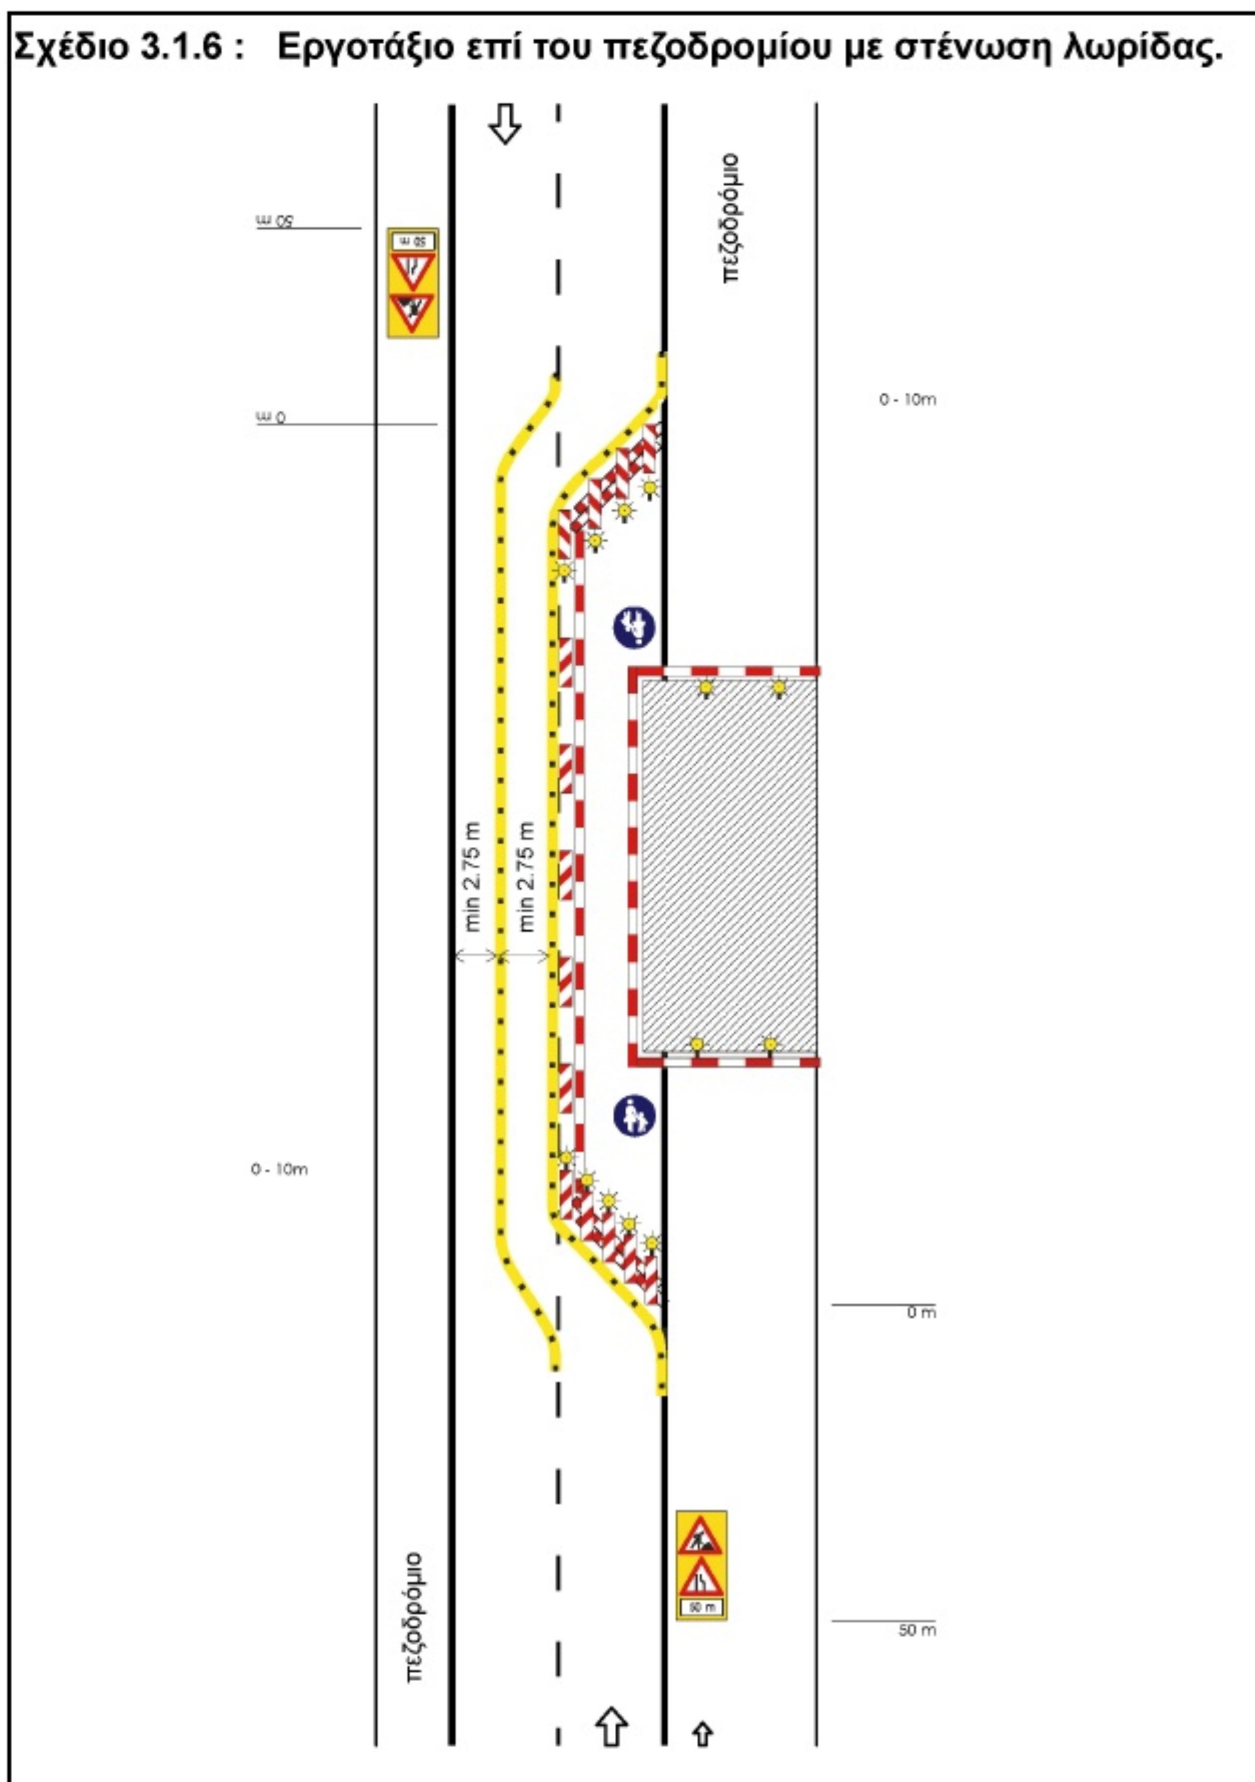 Σχέδιο 3.1.6 : Εργοτάξιο επί του πεζοδρομίου με στένωση λωρίδας.
πεζοδρόμιο
50 m
50 m
0 - 10m
0 m
min 2.75 m
min 2.75 m
0 - 10m
0 m
πεζοδρόμιο
50 m
50 m